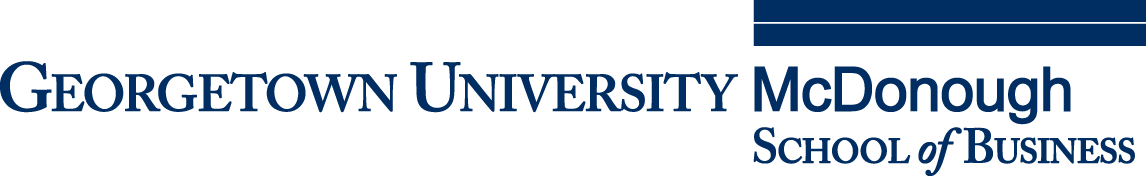 GEORGETOWN UNIVERSITY McDonough
SCHOOL of BUSINESS